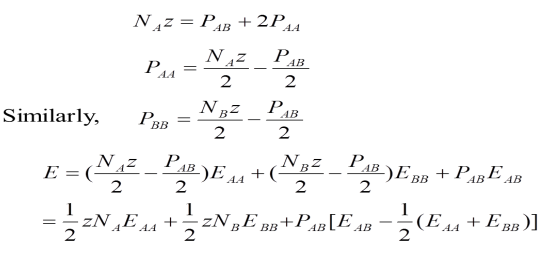 N_A z = P_AB + 2P_AA
P_AA = N_A z / 2 − P_AB / 2
Similarly, P_BB = N_B z / 2 − P_AB / 2
E = (N_A z / 2 − P_AB / 2)E_AA + (N_B z / 2 − P_AB / 2)E_BB + P_AB E_AB
= 1/2 zN_A E_AA + 1/2 zN_B E_BB + P_AB[E_AB − 1/2 (E_AA + E_BB)]